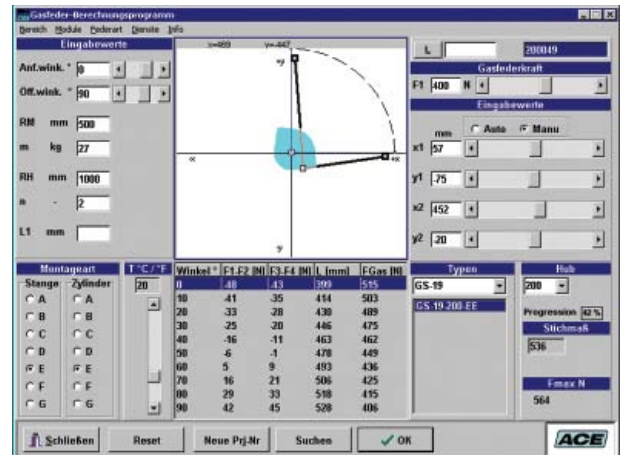 Gasfeder-Berechnungsprogramm
Bereich Module Federart Dienste Info
Eingabewerte
Anf.wink. ° 0
Öff.wink. ° 90
RM mm 500
m kg 27
RH mm 1000
n - 2
L1 mm
x=469 y=-447
+y
-x
+x
L 200049
Gasfederkraft
F1 400 N
Eingabewerte
mm Auto Manu
x1 57
y1 -75
x2 452
y2 -20
Montageart
Stange Zylinder
A A
B B
C C
D D
E E
F F
G G
T °C/°F
20
Winkel ° F1-F2 [N] F3-F4 [N] L [mm] FGas [N]
0 -48 -43 399 515
10 -41 -35 414 503
20 -33 -28 430 489
30 -25 -20 446 475
40 -16 -11 463 462
50 -6 -1 478 449
60 5 9 493 436
70 16 21 506 425
80 29 33 518 415
90 42 45 528 406
Typen
GS-19
GS-19-200-EE
Hub
200
Progression 42 %
Stichmaß
536
Fmax N
564
Schließen Reset Neue Prj-Nr Suchen OK
ACE